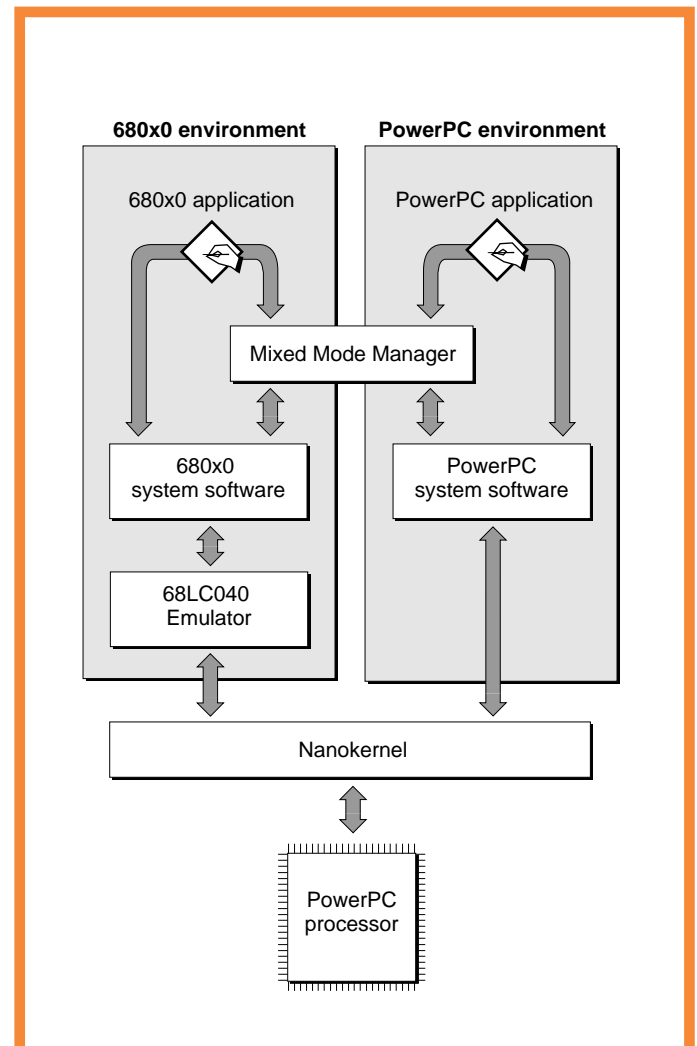 680x0 environment
PowerPC environment
680x0 application
PowerPC application
Mixed Mode Manager
680x0
system software
PowerPC
system software
68LC040
Emulator
Nanokernel
PowerPC
processor